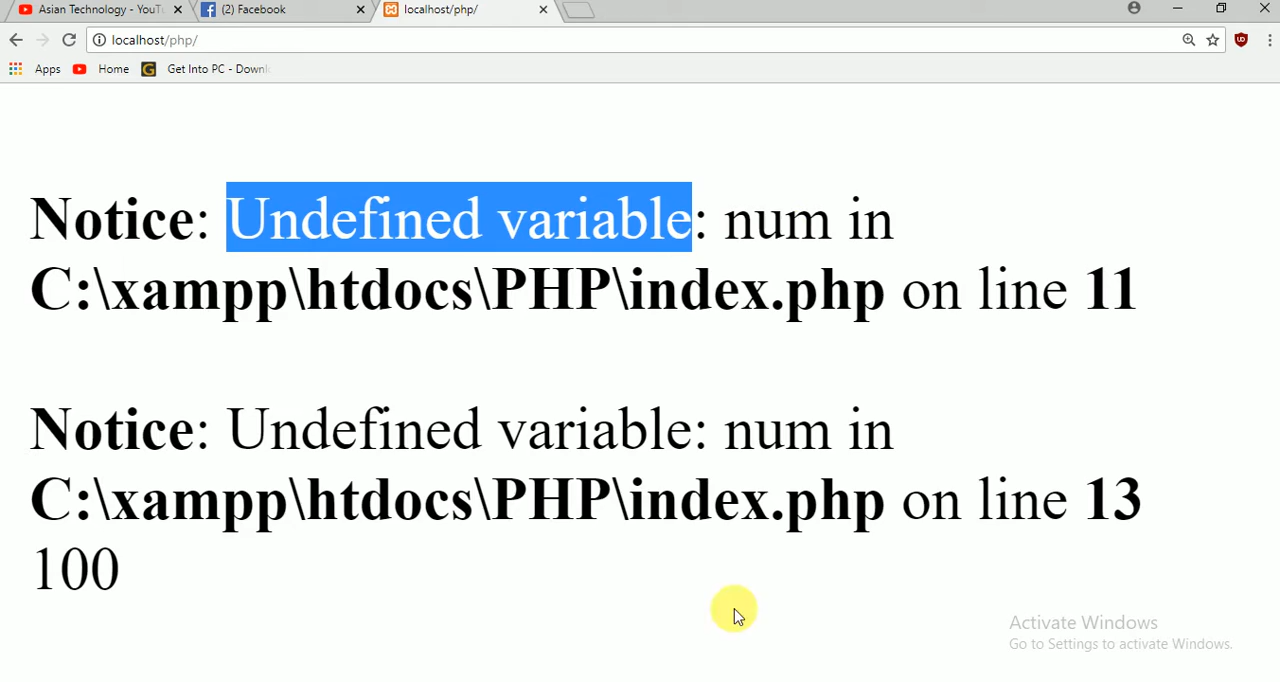 Asian Technology - YouTu
(2) Facebook
localhost/php/
localhost/php/
Apps
Home
Get Into PC - Downl
Notice: Undefined variable: num in
C:\xampp\htdocs\PHP\index.php on line 11
Notice: Undefined variable: num in
C:\xampp\htdocs\PHP\index.php on line 13
100
Activate Windows
Go to Settings to activate Windows.